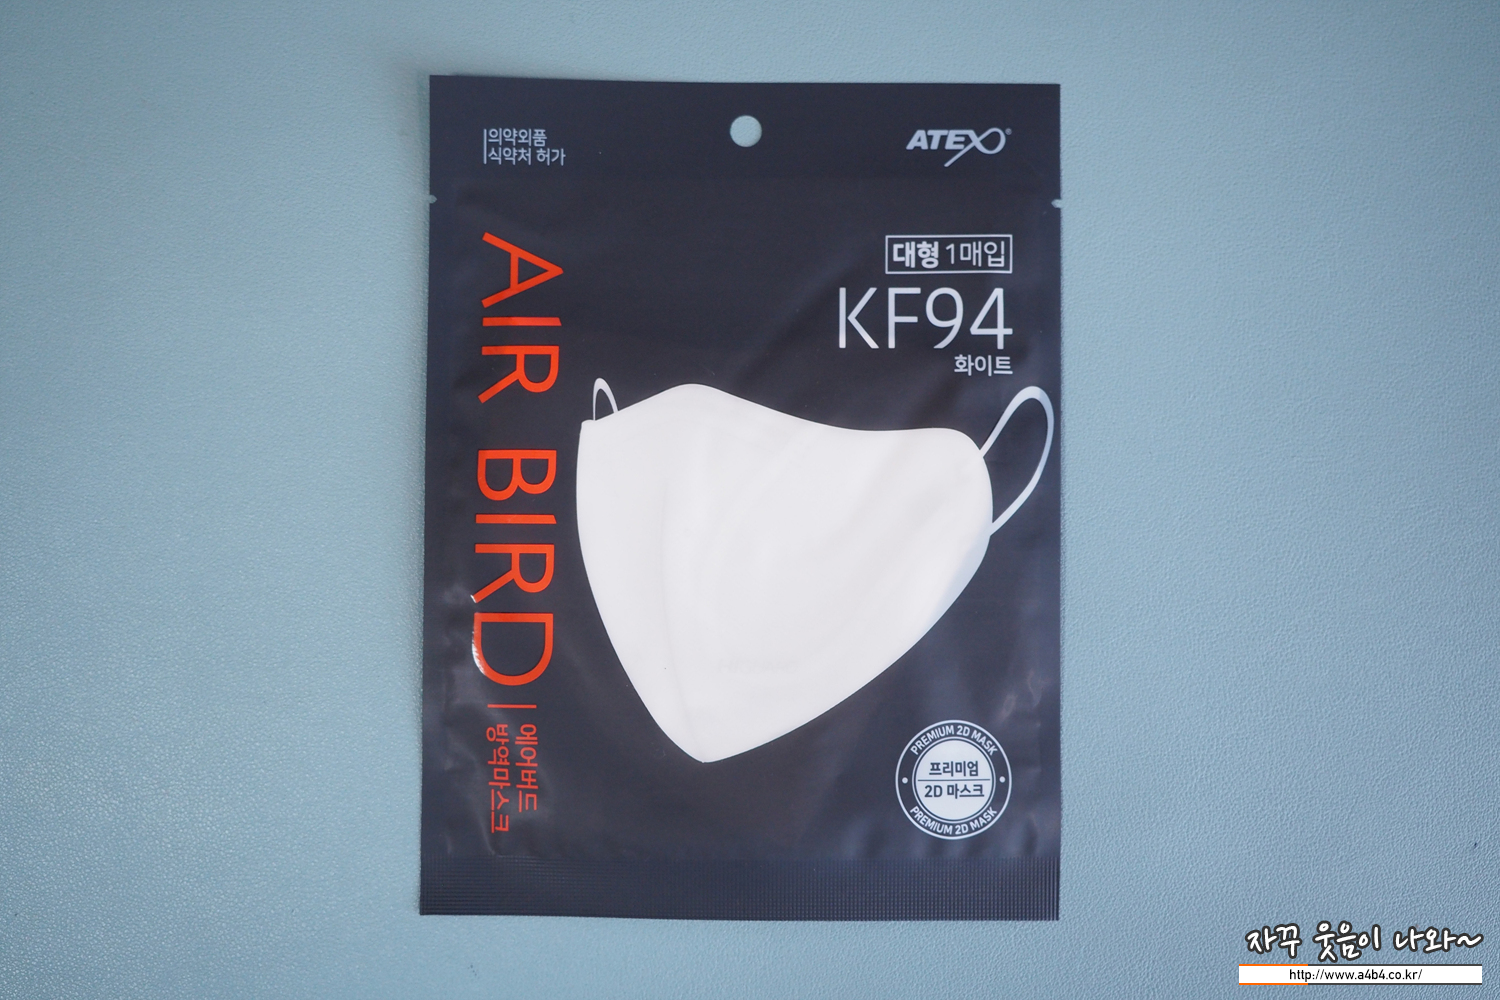 의약외품
식약처 허가
ATEX
대형 1매입
KF94
화이트
AIR BIRD
에어버드
방역마스크
PREMIUM 2D MASK
프리미엄
2D 마스크
PREMIUM 2D MASK
자꾸 웃음이 나와~
http://www.a4b4.co.kr/